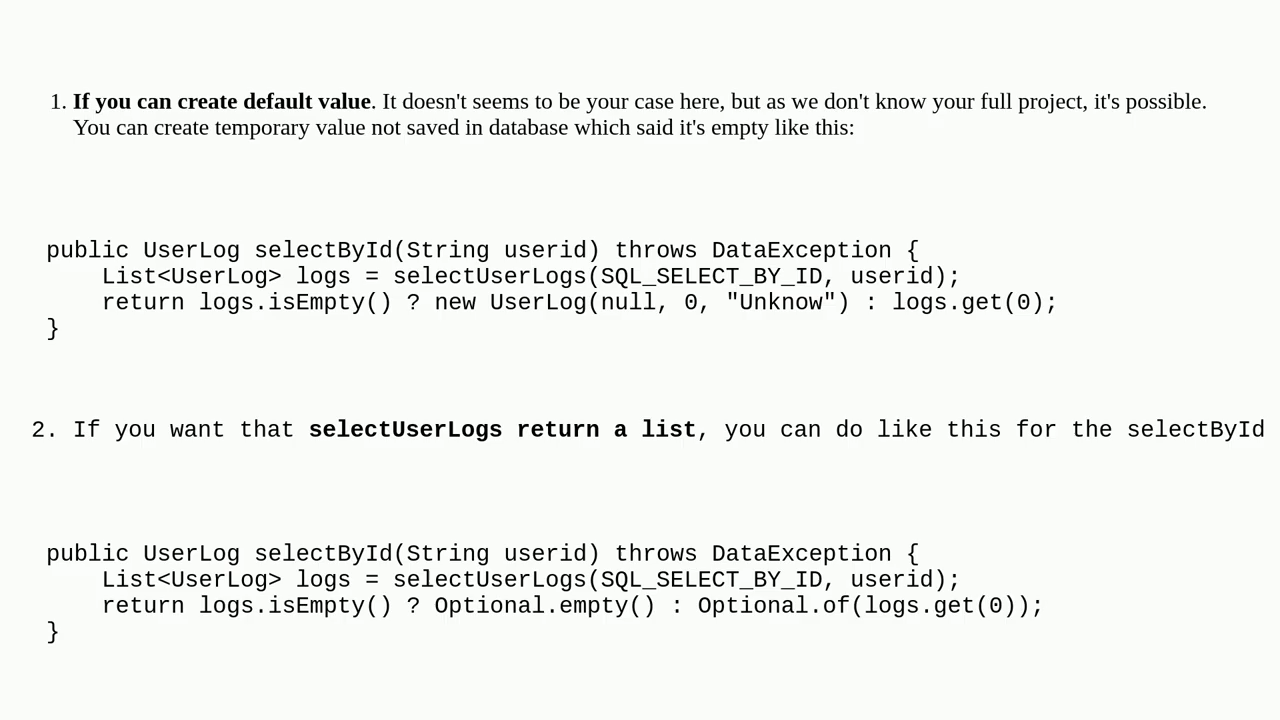 1. If you can create default value. It doesn't seems to be your case here, but as we don't know your full project, it's possible.
You can create temporary value not saved in database which said it's empty like this:
public UserLog selectById(String userid) throws DataException {
    List<UserLog> logs = selectUserLogs(SQL_SELECT_BY_ID, userid);
    return logs.isEmpty() ? new UserLog(null, 0, "Unknow") : logs.get(0);
}
2. If you want that selectUserLogs return a list, you can do like this for the selectById
public UserLog selectById(String userid) throws DataException {
    List<UserLog> logs = selectUserLogs(SQL_SELECT_BY_ID, userid);
    return logs.isEmpty() ? Optional.empty() : Optional.of(logs.get(0));
}